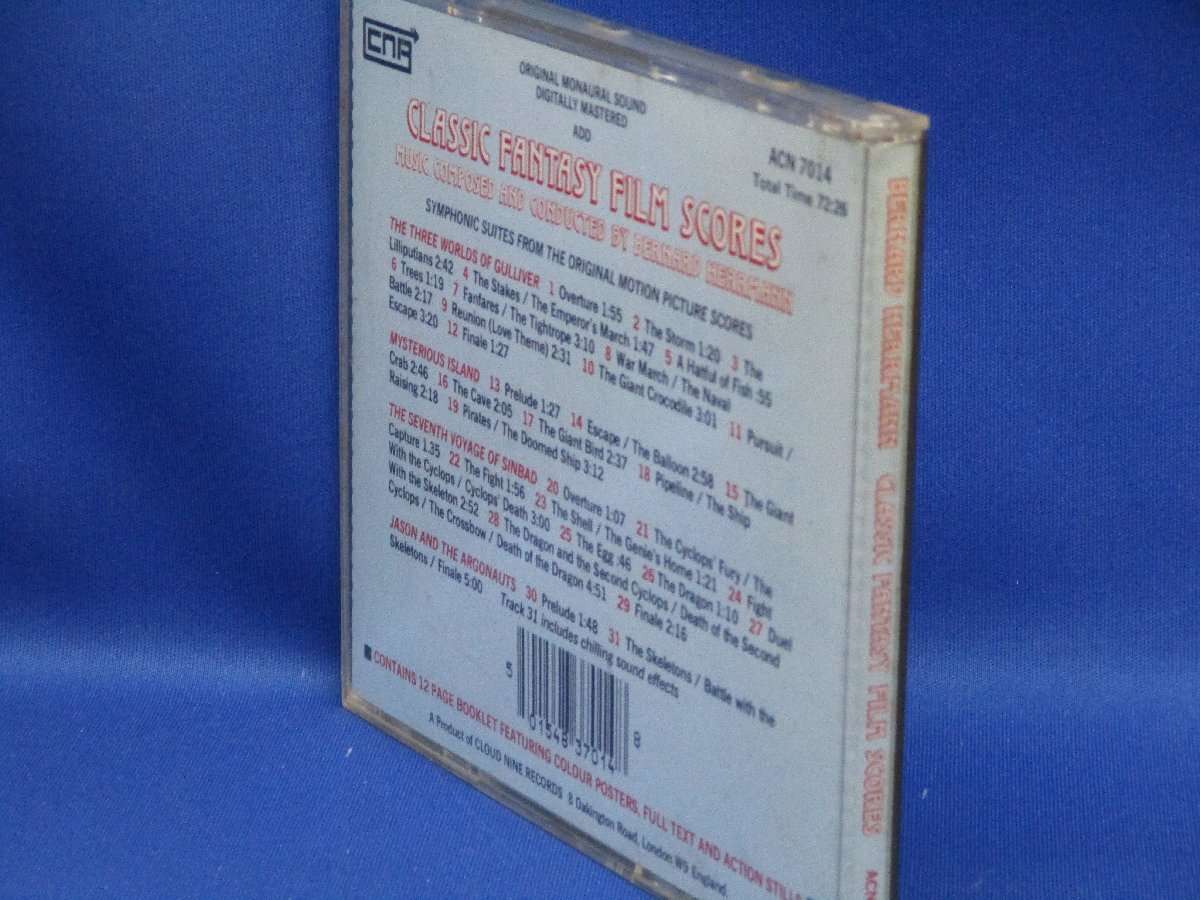 CNR
ORIGINAL MONAURAL SOUND
DIGITALLY MASTERED
ADD
ACN 7014
Total Time 72:26
CLASSIC FANTASY FILM SCORES
MUSIC COMPOSED AND CONDUCTED BY BERNARD HERRMANN
SYMPHONIC SUITES FROM THE ORIGINAL MOTION PICTURE SCORES
THE THREE WORLDS OF GULLIVER 1 Overture 1:55 2 The Storm 1:20 3 The
Lilliputians 2:42 4 The Stakes / The Emperor's March 1:47 5 A Hatful of Fish :55
6 Trees 1:19 7 Fanfares / The Tightrope 3:10 8 War March / The Naval
Battle 2:17 9 Reunion (Love Theme) 2:31 10 The Giant Crocodile 3:01 11 Pursuit /
Escape 3:20 12 Finale 1:27
MYSTERIOUS ISLAND 13 Prelude 1:27 14 Escape / The Balloon 2:58 15 The Giant
Crab 2:46 16 The Cave 2:05 17 The Giant Bird 2:37 18 Pipeline / The Ship
Raising 2:18 19 Pirates / The Doomed Ship 3:12
THE SEVENTH VOYAGE OF SINBAD 20 Overture 1:07 21 The Cyclops' Fury / The
Capture 1.35 22 The Fight 1:56 23 The Shell / The Genie's Home 1:21 24 Fight
With the Cyclops / Cyclops' Death 3:00 25 The Egg :46 26 The Dragon 1:10 27 Duel
With the Skeleton 2:52 28 The Dragon and the Second Cyclops / Death of the Second
Cyclops / The Crossbow / Death of the Dragon 4:51 29 Finale 2:16
JASON AND THE ARGONAUTS 30 Prelude 1:48 31 The Skeletons / Battle with the
Skeletons / Finale 5:00 Track 31 includes chilling sound effects
5 01548 37014 8
CONTAINS 12 PAGE BOOKLET FEATURING COLOUR POSTERS, FULL TEXT AND ACTION STILLS
A Product of CLOUD NINE RECORDS 8 Oakington Road, London W9 England.
BERNARD HERRMANN CLASSIC FANTASY FILM SCORES ACN